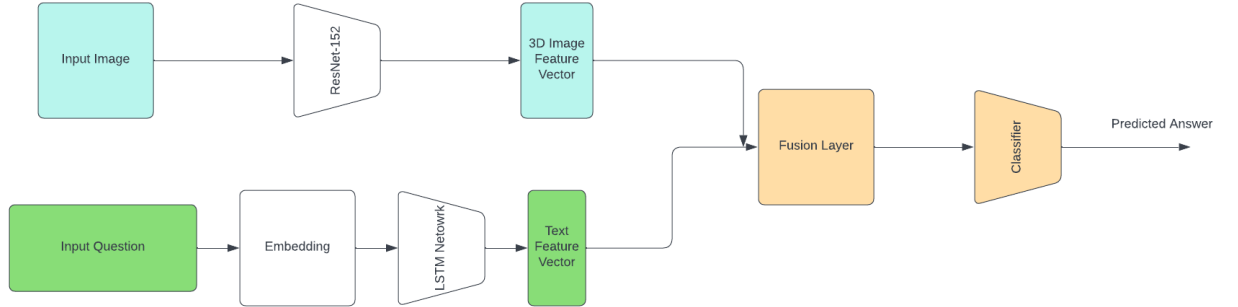 Input Image
ResNet-152
3D Image
Feature
Vector
Fusion Layer
Classifier
Predicted Answer
Input Question
Embedding
LSTM Netowrk
Text
Feature
Vector